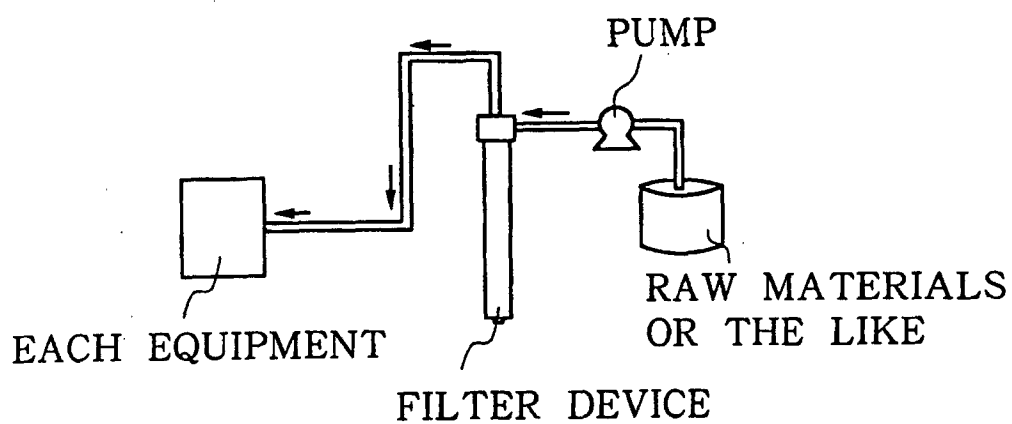 PUMP
RAW MATERIALS
OR THE LIKE
EACH EQUIPMENT
FILTER DEVICE